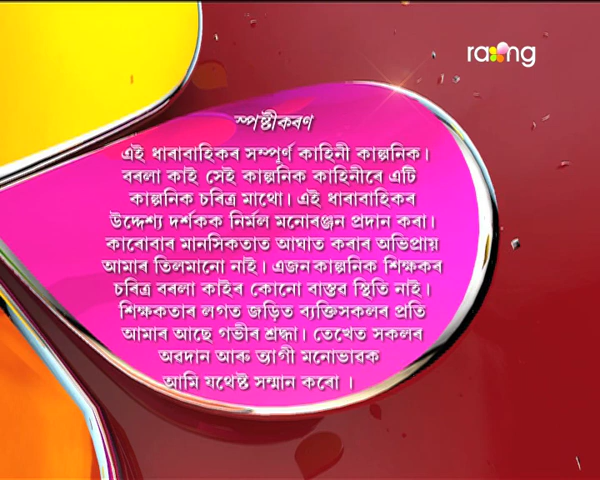 rang
স্পষ্টীকৰণ
এই ধাৰাবাহিকৰ সম্পূৰ্ণ কাহিনী কাল্পনিক।
বৰলা কাই সেই কাল্পনিক কাহিনীৰে এটি
কাল্পনিক চৰিত্ৰ মাথো। এই ধাৰাবাহিকৰ
উদ্দেশ্য দৰ্শকক নিৰ্মল মনোৰঞ্জন প্ৰদান কৰা।
কাৰোবাৰ মানসিকতাত আঘাত কৰাৰ অভিপ্ৰায়
আমাৰ তিলমানো নাই। এজন কাল্পনিক শিক্ষকৰ
চৰিত্ৰ বৰলা কাইৰ কোনো বাস্তৱ স্থিতি নাই।
শিক্ষকতাৰ লগত জড়িত ব্যক্তিসকলৰ প্ৰতি
আমাৰ আছে গভীৰ শ্ৰদ্ধা। তেখেত সকলৰ
অৱদান আৰু ত্যাগী মনোভাৱক
আমি যথেষ্ট সন্মান কৰো ।